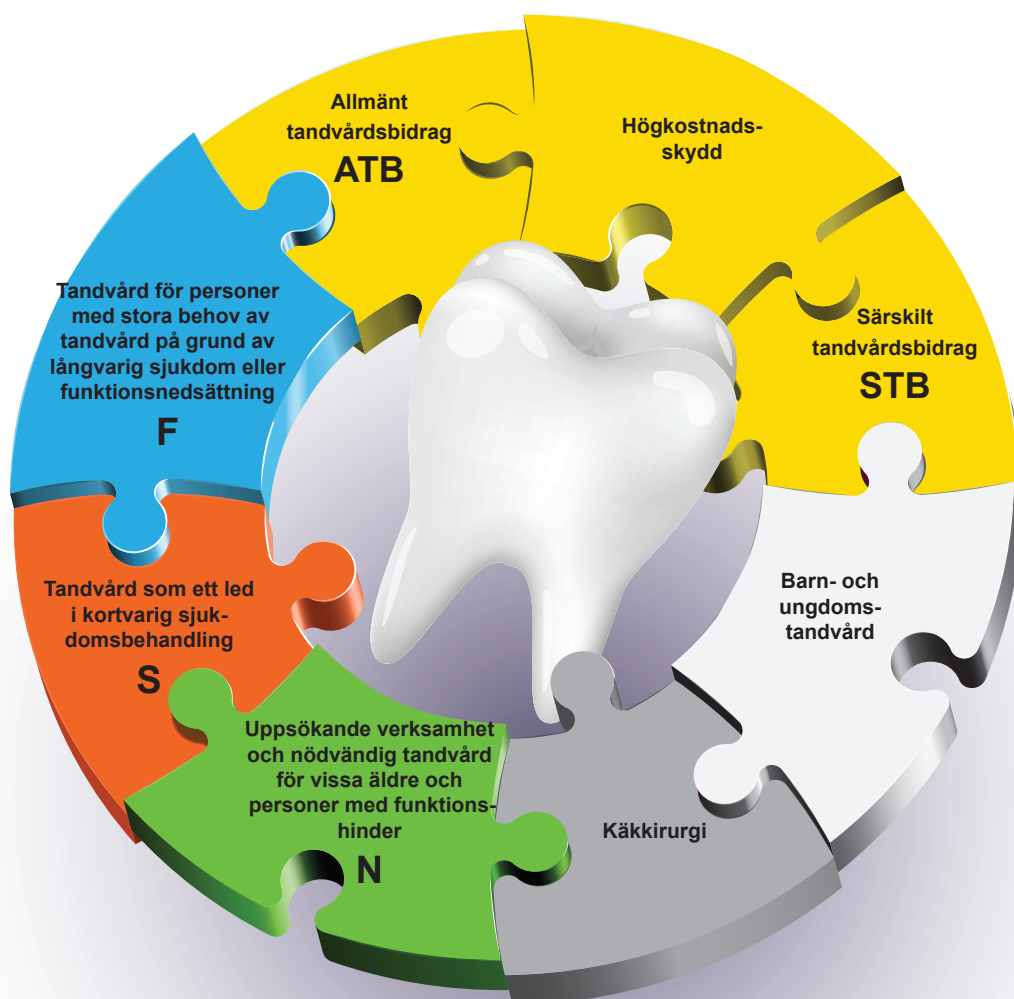 Allmänt
tandvårdsbidrag
ATB
Högkostnads-
skydd
Särskilt
tandvårdsbidrag
STB
Barn- och
ungdoms-
tandvård
Käkkirurgi
Uppsökande verksamhet
och nödvändig tandvård
för vissa äldre och
personer med funktions-
hinder
N
Tandvård som ett led
i kortvarig sjuk-
domsbehandling
S
Tandvård för personer
med stora behov av
tandvård på grund av
långvarig sjukdom eller
funktionsnedsättning
F